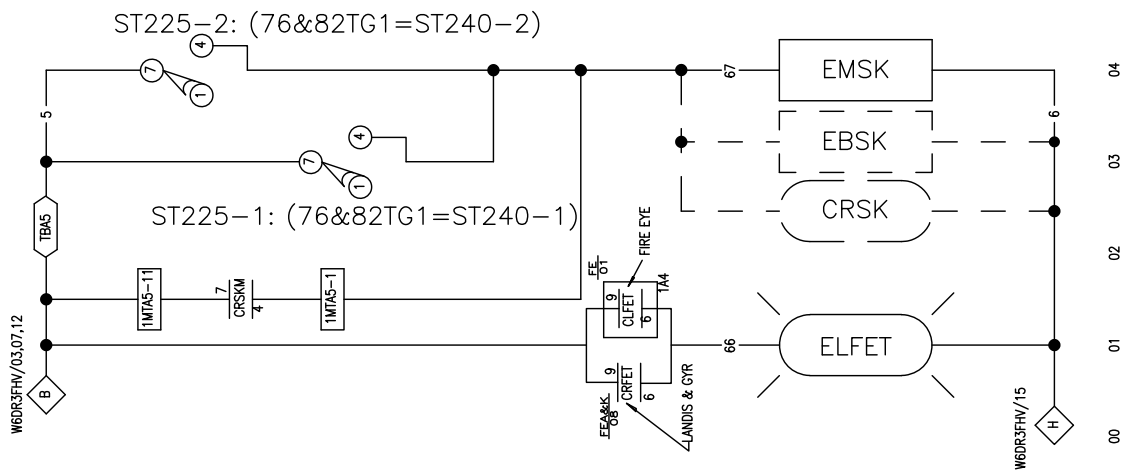 ST225-2: (76&82TG1=ST240-2)
4
7
1
5
67
EMSK
6
04
4
7
1
EBSK
03
ST225-1: (76&82TG1=ST240-1)
CRSK
TBA5
02
FIRE EYE
FE
01
1MTA5-11
7
CRSKM
4
1MTA5-1
9
CLFET
6
1A4
W6DR3FHV/03,07,12
66
ELFET
01
B
9
CRFET
6
FEA&K
08
LANDIS & GYR
W6DR3FHV/15
H
00